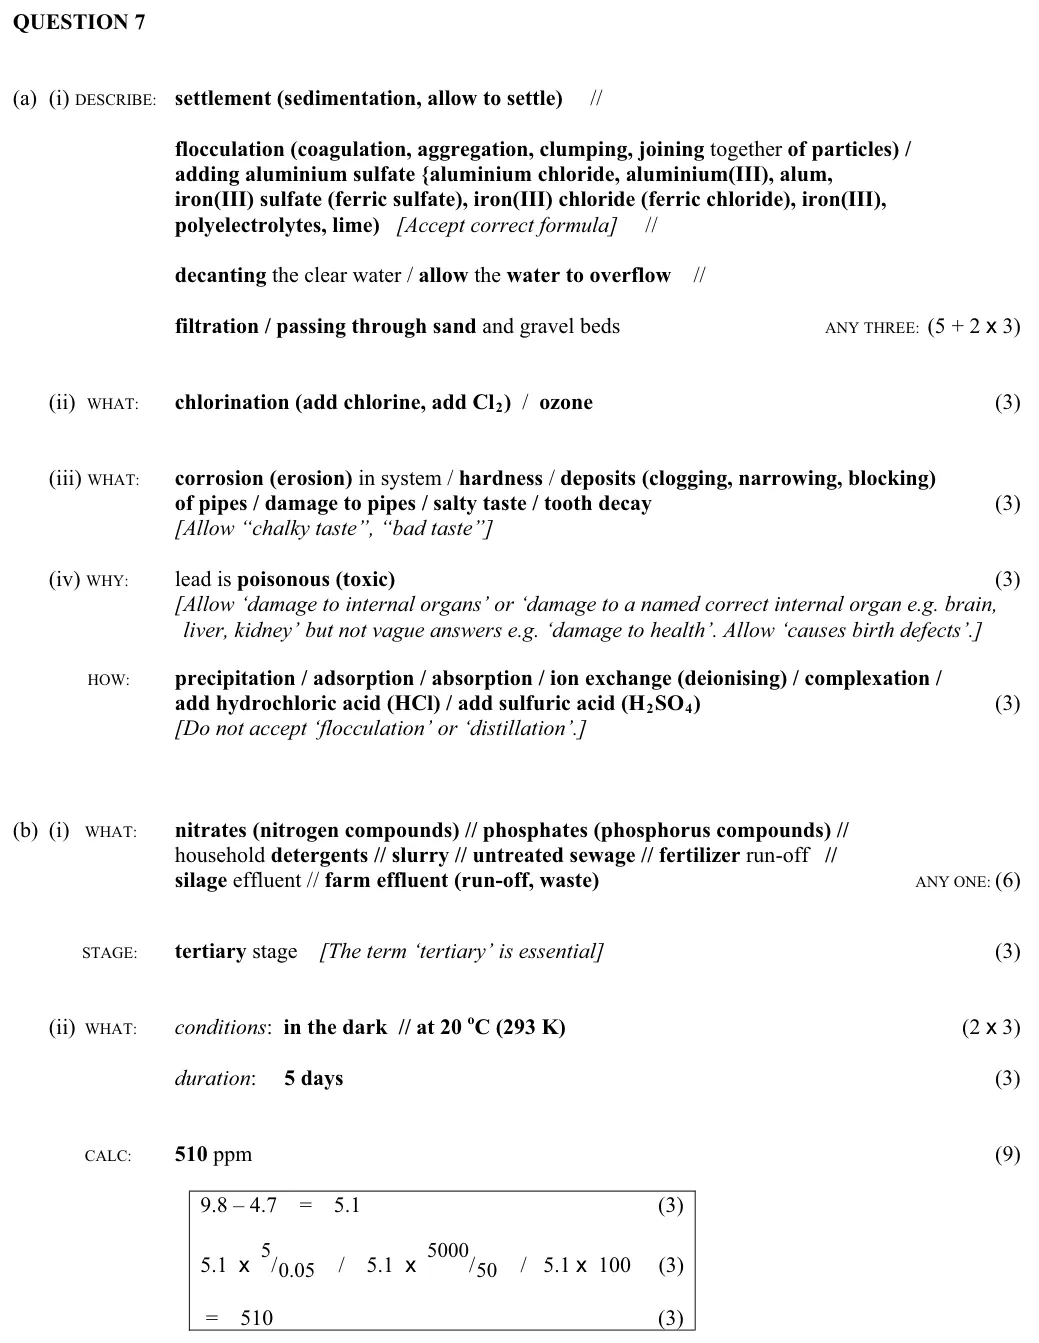 QUESTION 7
(a) (i) DESCRIBE: settlement (sedimentation, allow to settle) //
flocculation (coagulation, aggregation, clumping, joining together of particles) /
adding aluminium sulfate {aluminium chloride, aluminium(III), alum,
iron(III) sulfate (ferric sulfate), iron(III) chloride (ferric chloride), iron(III),
polyelectrolytes, lime) [Accept correct formula] //
decanting the clear water / allow the water to overflow //
filtration / passing through sand and gravel beds ANY THREE: (5 + 2 x 3)
(ii) WHAT: chlorination (add chlorine, add Cl2) / ozone (3)
(iii) WHAT: corrosion (erosion) in system / hardness / deposits (clogging, narrowing, blocking)
of pipes / damage to pipes / salty taste / tooth decay (3)
[Allow “chalky taste”, “bad taste”]
(iv) WHY: lead is poisonous (toxic) (3)
[Allow ‘damage to internal organs’ or ‘damage to a named correct internal organ e.g. brain,
liver, kidney’ but not vague answers e.g. ‘damage to health’. Allow ‘causes birth defects’.]
HOW: precipitation / adsorption / absorption / ion exchange (deionising) / complexation /
add hydrochloric acid (HCl) / add sulfuric acid (H2SO4) (3)
[Do not accept ‘flocculation’ or ‘distillation’.]
(b) (i) WHAT: nitrates (nitrogen compounds) // phosphates (phosphorus compounds) //
household detergents // slurry // untreated sewage // fertilizer run-off //
silage effluent // farm effluent (run-off, waste) ANY ONE: (6)
STAGE: tertiary stage [The term ‘tertiary’ is essential] (3)
(ii) WHAT: conditions: in the dark // at 20 oC (293 K) (2 x 3)
duration: 5 days (3)
CALC: 510 ppm (9)
9.8 – 4.7 = 5.1 (3)
5.1 x 5/0.05 / 5.1 x 5000/50 / 5.1 x 100 (3)
= 510 (3)